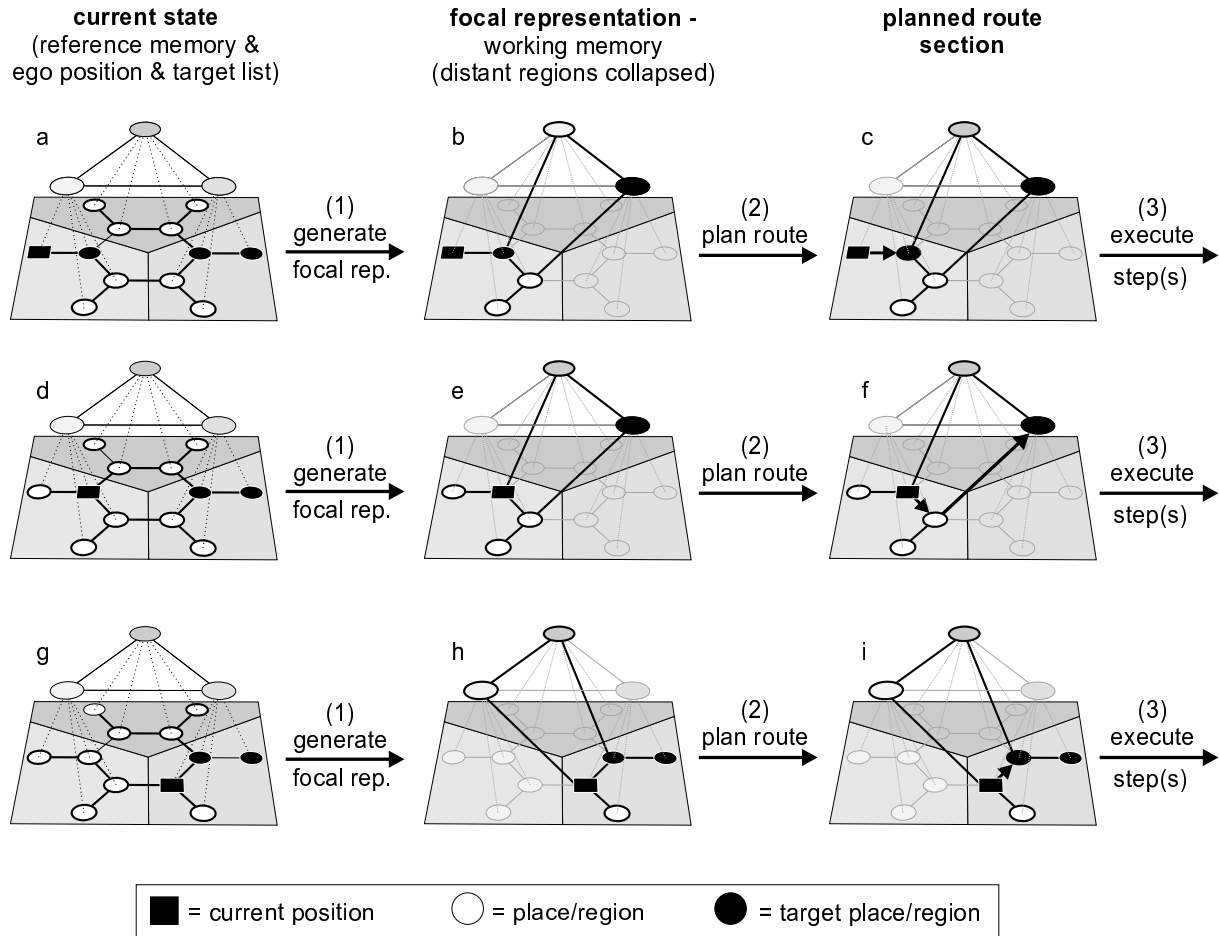 current state
(reference memory &
ego position & target list)
focal representation -
working memory
(distant regions collapsed)
planned route
section
a
(1)
generate
focal rep.
b
(2)
plan route
c
(3)
execute
step(s)
d
(1)
generate
focal rep.
e
(2)
plan route
f
(3)
execute
step(s)
g
(1)
generate
focal rep.
h
(2)
plan route
i
(3)
execute
step(s)
= current position
= place/region
= target place/region